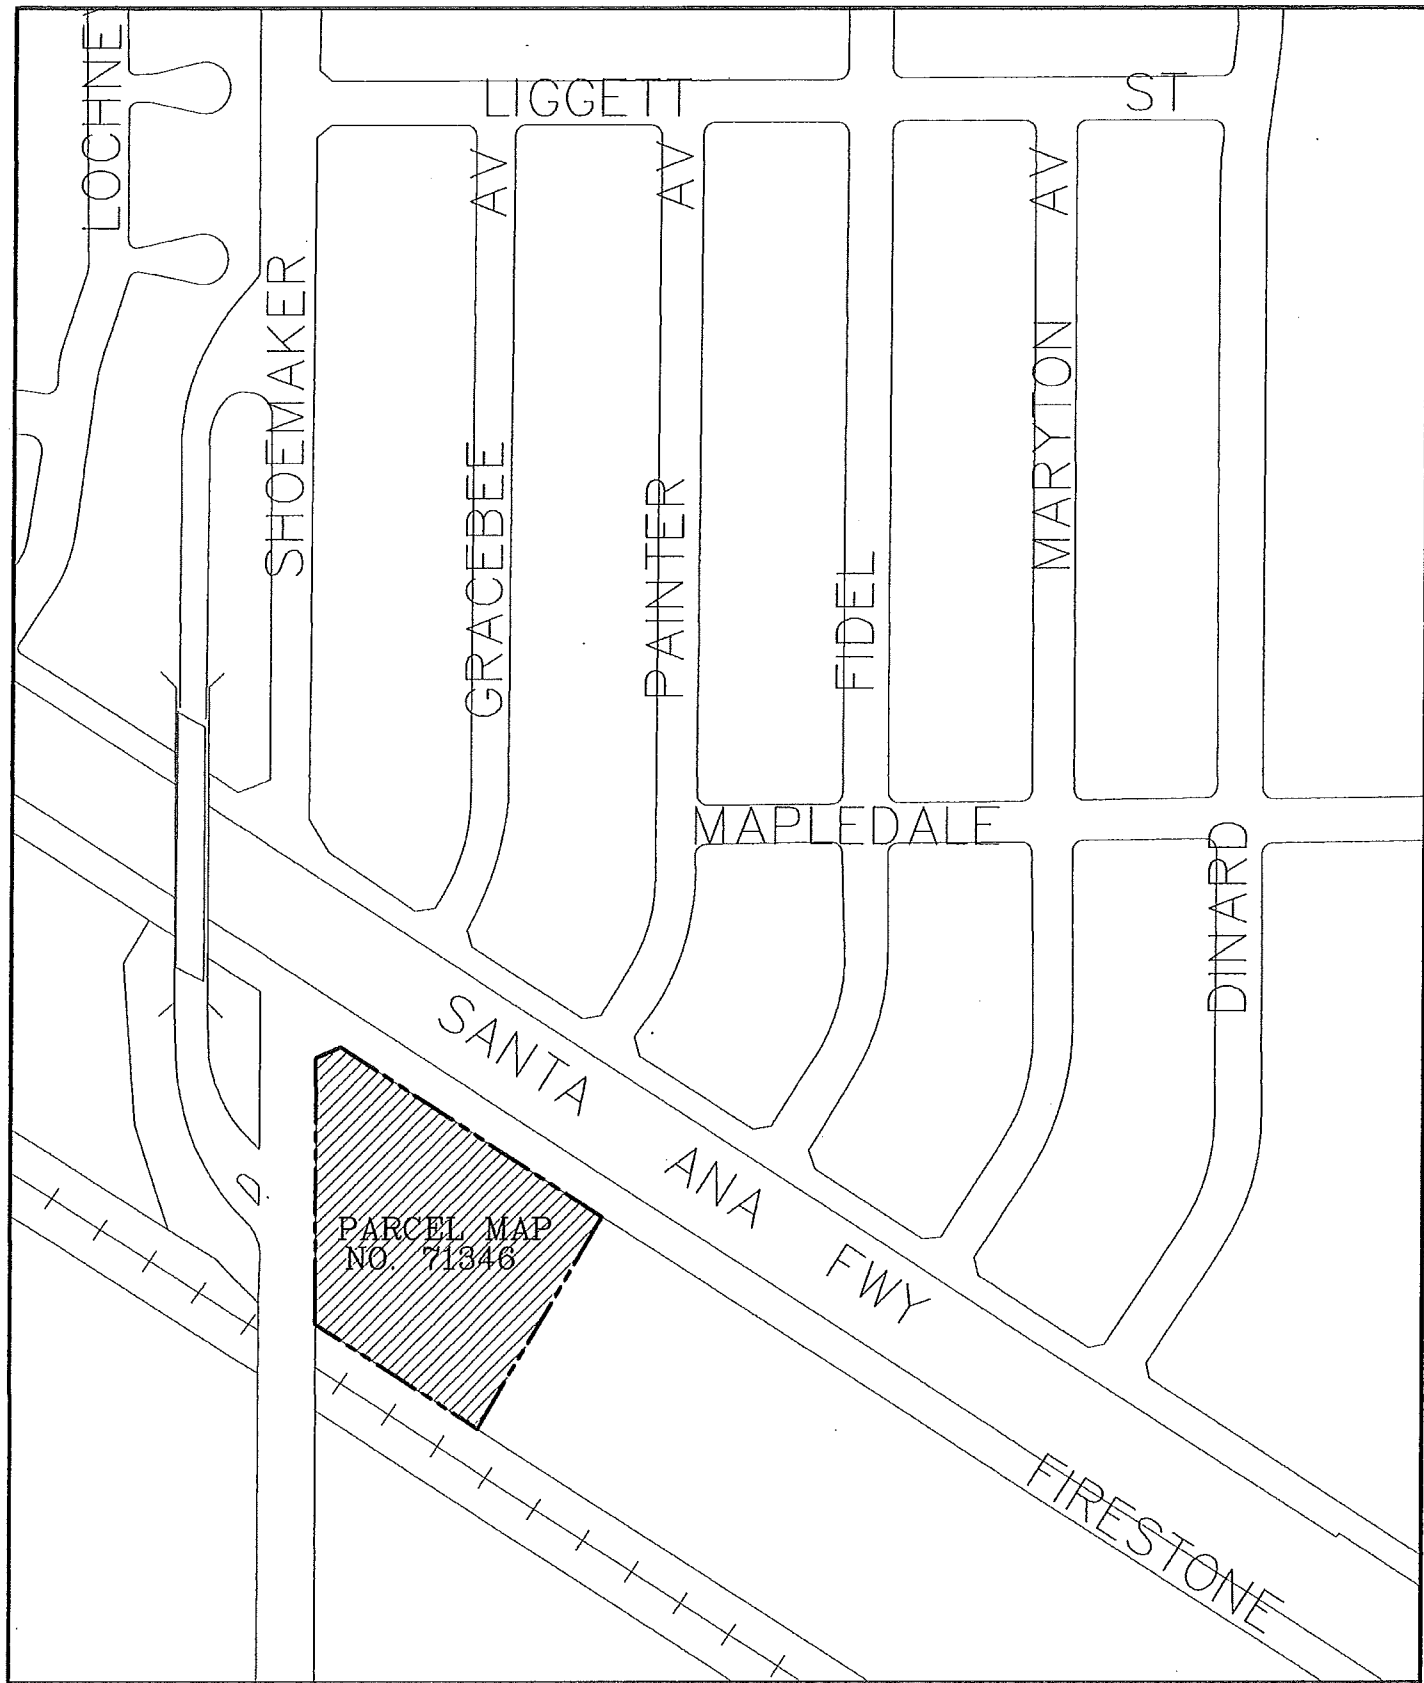 LOCHNE
LIGGETT
ST
AV
AV
AV
SHOEMAKER
GRACEBEE
PAINTER
FIDEL
MARYTON
MAPLEDALE
DINARD
SANTA ANA FWY
PARCEL MAP
NO. 71346
FIRESTONE